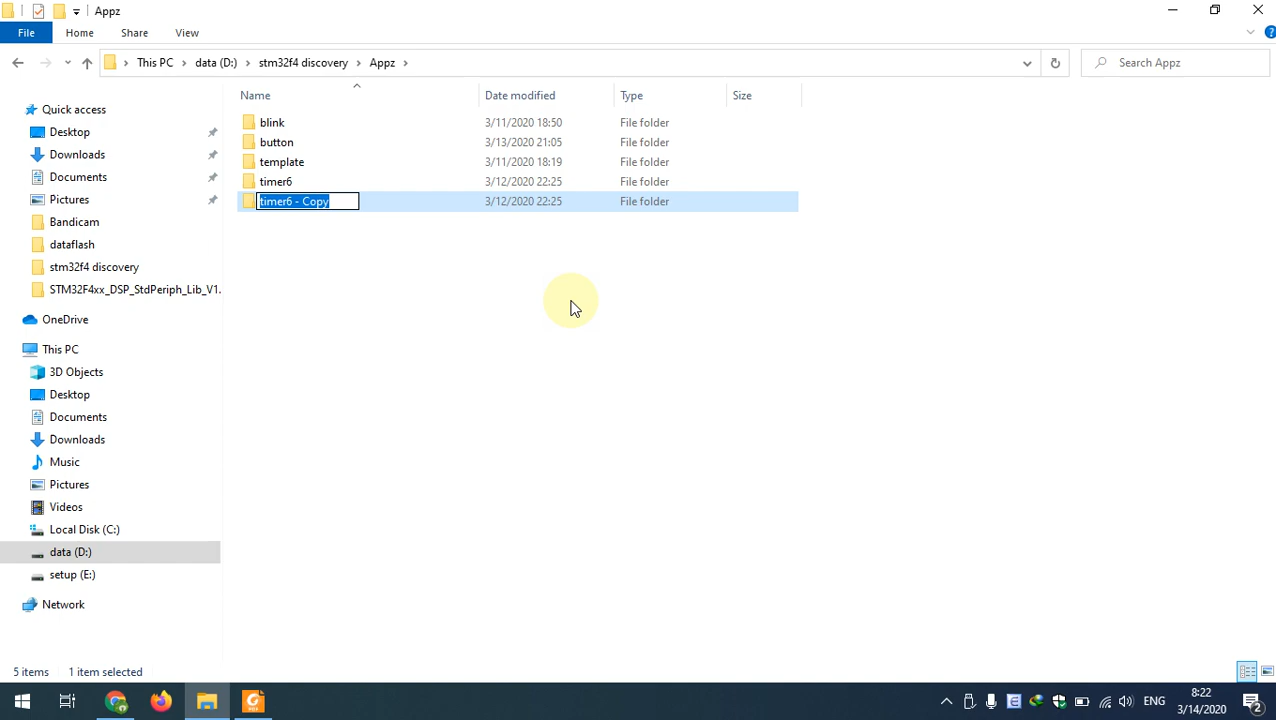 Appz
File Home Share View
This PC data (D:) stm32f4 discovery Appz
Search Appz
Name Date modified Type Size
blink 3/11/2020 18:50 File folder
button 3/13/2020 21:05 File folder
template 3/11/2020 18:19 File folder
timer6 3/12/2020 22:25 File folder
timer6 - Copy 3/12/2020 22:25 File folder
Quick access
Desktop
Downloads
Documents
Pictures
Bandicam
dataflash
stm32f4 discovery
STM32F4xx_DSP_StdPeriph_Lib_V1.
OneDrive
This PC
3D Objects
Desktop
Documents
Downloads
Music
Pictures
Videos
Local Disk (C:)
data (D:)
setup (E:)
Network
5 items 1 item selected
ENG
8:22
3/14/2020
2